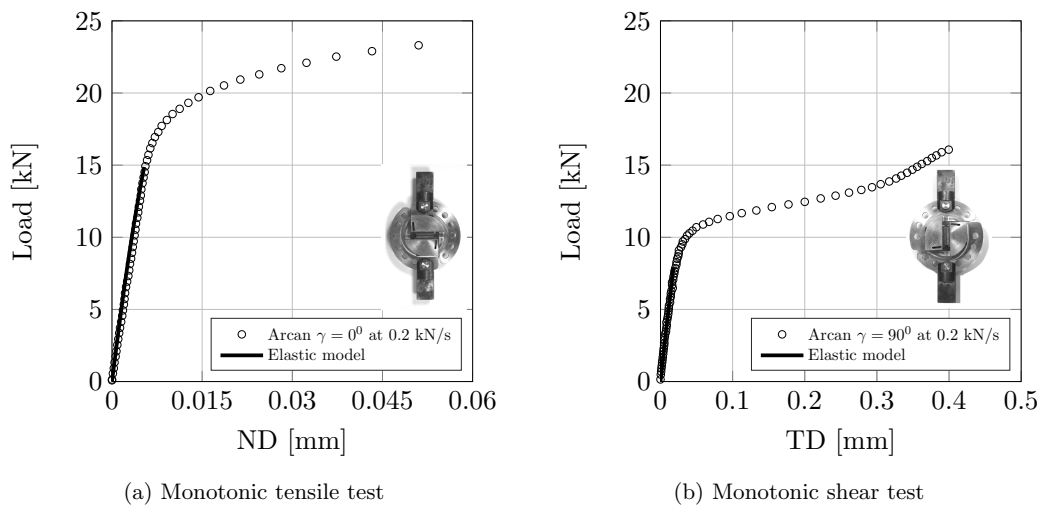 25
20
15
10
5
0
Load [kN]
0 0.015 0.03 0.045 0.06
ND [mm]
Arcan γ = 0⁰ at 0.2 kN/s
Elastic model
(a) Monotonic tensile test
25
20
15
10
5
0
Load [kN]
0 0.1 0.2 0.3 0.4 0.5
TD [mm]
Arcan γ = 90⁰ at 0.2 kN/s
Elastic model
(b) Monotonic shear test